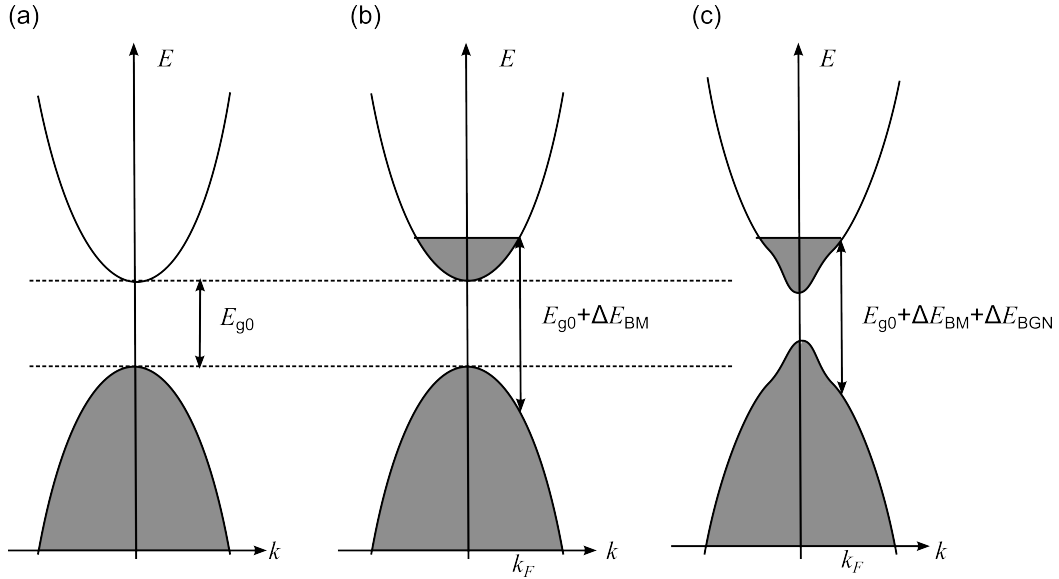 (a)
E
E_g0
k
(b)
E
E_g0+ΔE_BM
k_F
k
(c)
E
E_g0+ΔE_BM+ΔE_BGN
k_F
k